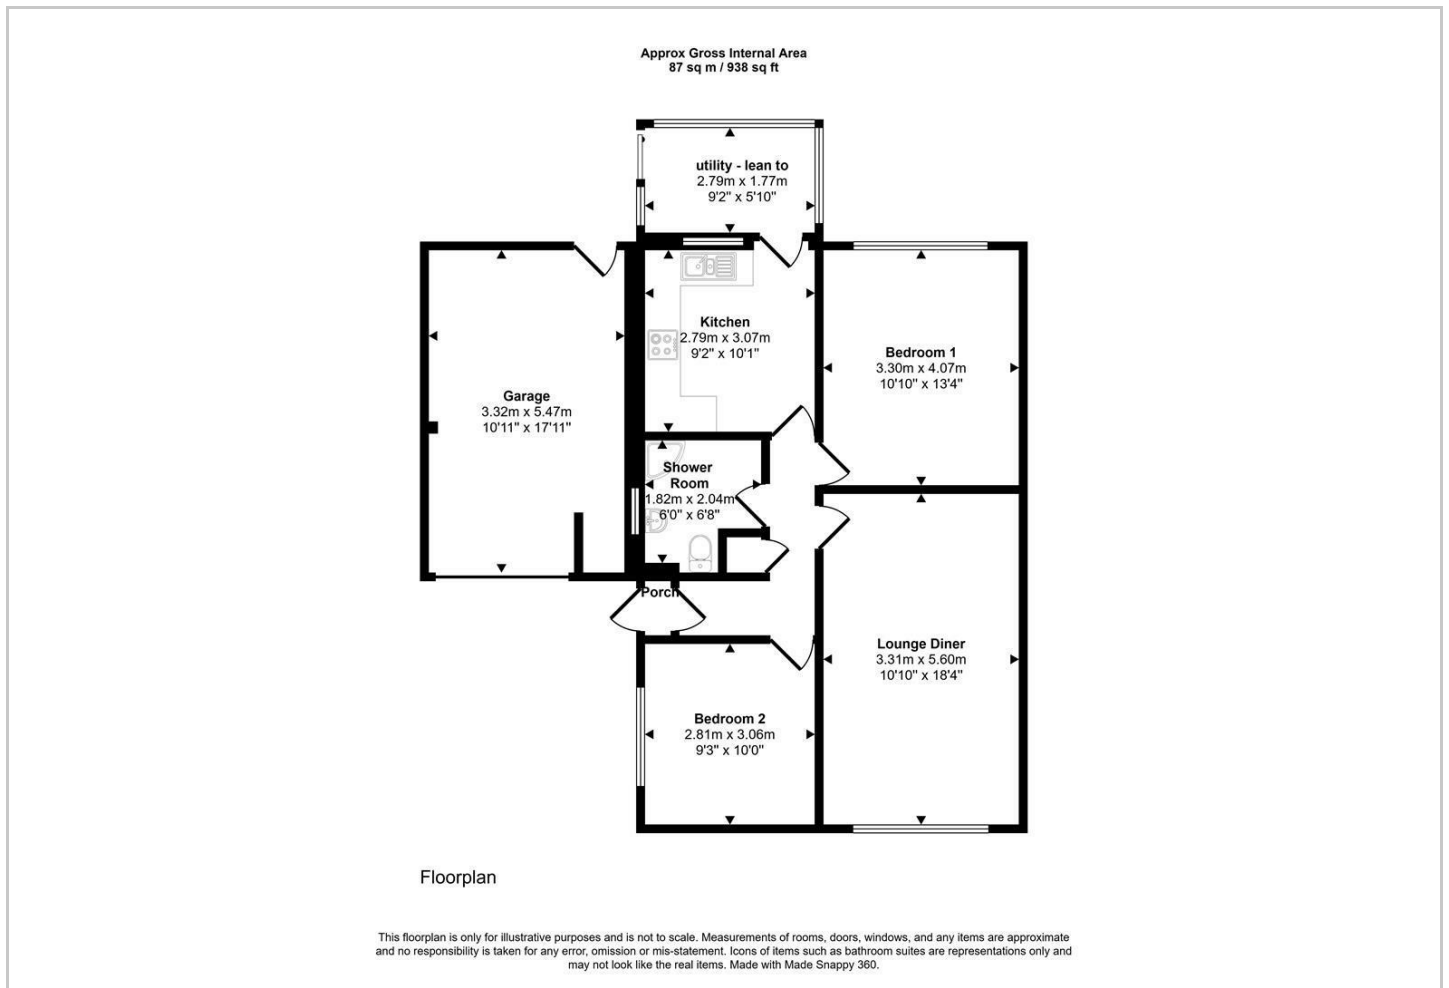 Approx Gross Internal Area
87 sq m / 938 sq ft
utility - lean to
2.79m x 1.77m
9'2" x 5'10"
Kitchen
2.79m x 3.07m
9'2" x 10'1"
Bedroom 1
3.30m x 4.07m
10'10" x 13'4"
Garage
3.32m x 5.47m
10'11" x 17'11"
Shower
Room
1.82m x 2.04m
6'0" x 6'8"
Porch
Lounge Diner
3.31m x 5.60m
10'10" x 18'4"
Bedroom 2
2.81m x 3.06m
9'3" x 10'0"
Floorplan
This floorplan is only for illustrative purposes and is not to scale. Measurements of rooms, doors, windows, and any items are approximate
and no responsibility is taken for any error, omission or mis-statement. Icons of items such as bathroom suites are representations only and
may not look like the real items. Made with Made Snappy 360.